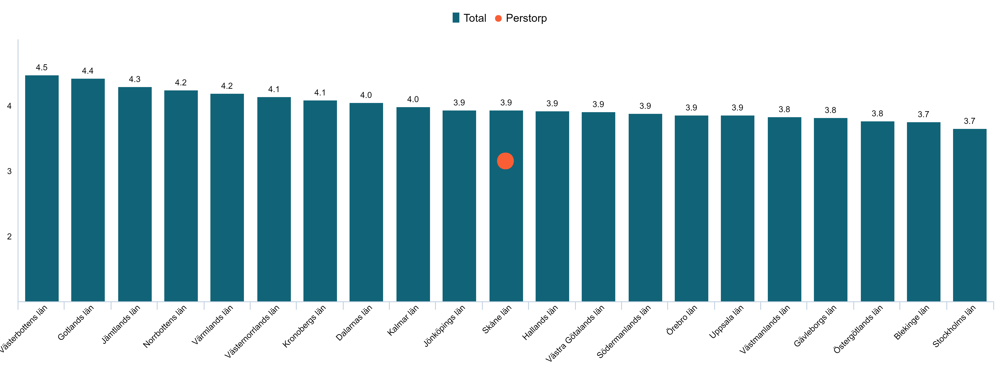 Total Perstorp
4.5 4.4 4.3 4.2 4.2 4.1 4.1 4.0 4.0 3.9 3.9 3.9 3.9 3.9 3.9 3.9 3.8 3.8 3.8 3.7 3.7
4
3
2
Västerbottens län
Gotlands län
Jämtlands län
Norrbottens län
Värmlands län
Västernorrlands län
Kronobergs län
Dalarnas län
Kalmar län
Jönköpings län
Skåne län
Hallands län
Västra Götalands län
Södermanlands län
Örebro län
Uppsala län
Västmanlands län
Gävleborgs län
Östergötlands län
Blekinge län
Stockholms län